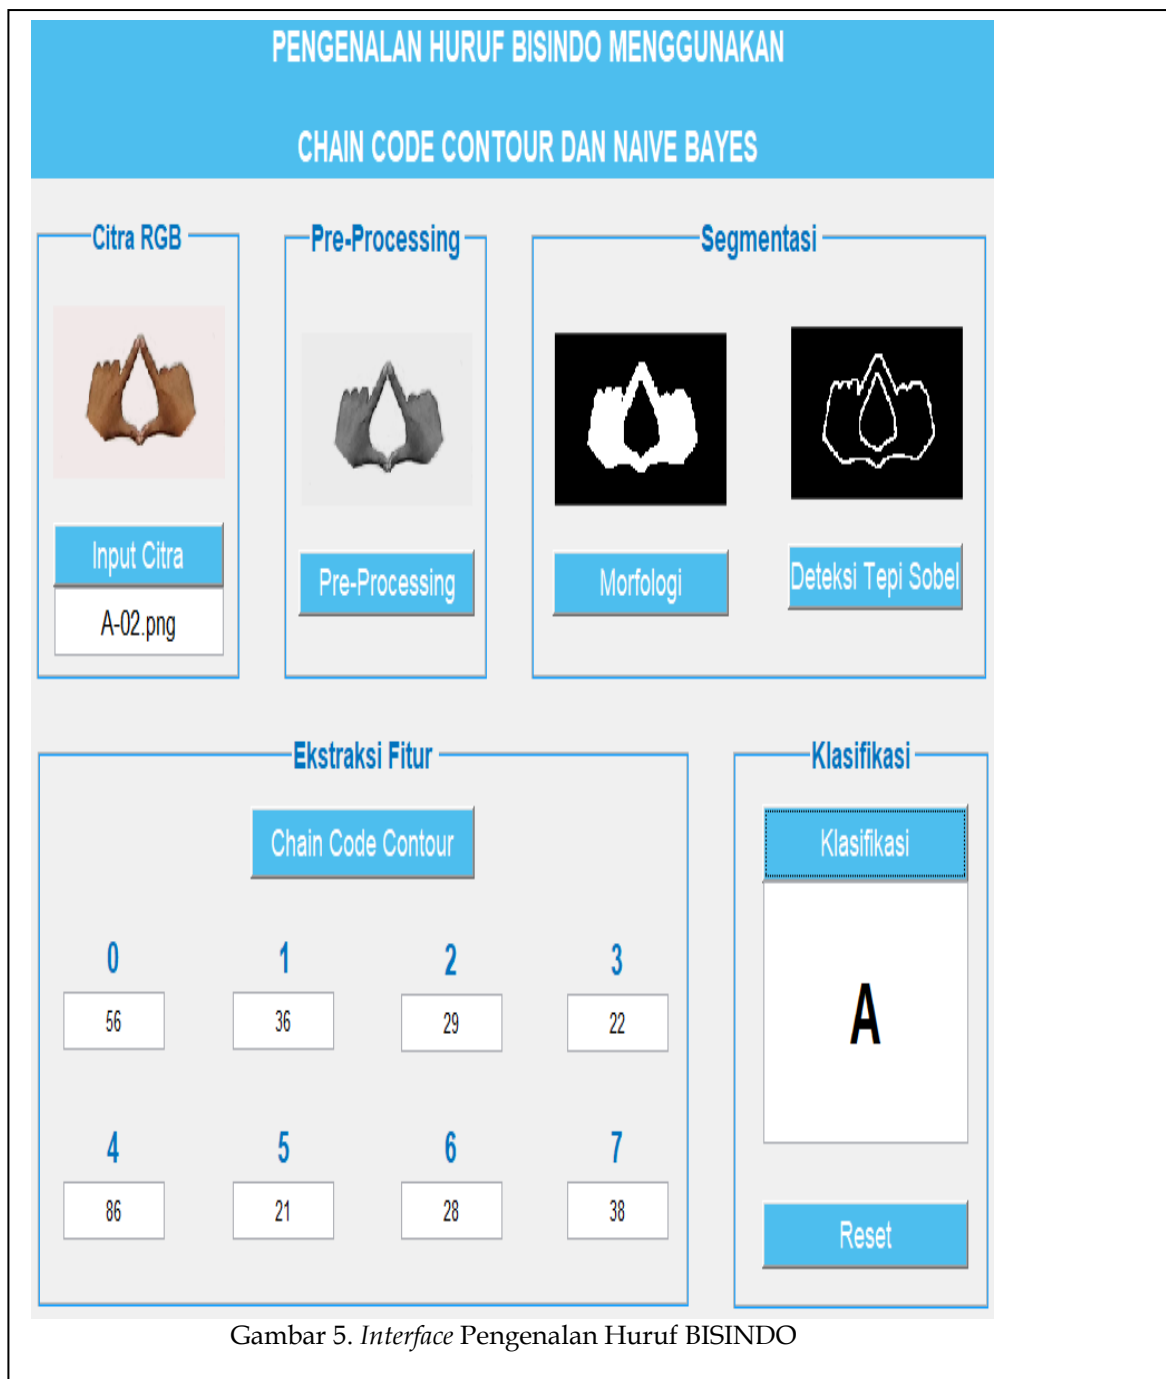 PENGENALAN HURUF BISINDO MENGGUNAKAN
CHAIN CODE CONTOUR DAN NAIVE BAYES
Citra RGB
Input Citra
A-02.png
Pre-Processing
Pre-Processing
Segmentasi
Morfologi
Deteksi Tepi Sobel
Ekstraksi Fitur
Chain Code Contour
0 1 2 3
56 36 29 22
4 5 6 7
86 21 28 38
Klasifikasi
Klasifikasi
A
Reset
Gambar 5. Interface Pengenalan Huruf BISINDO